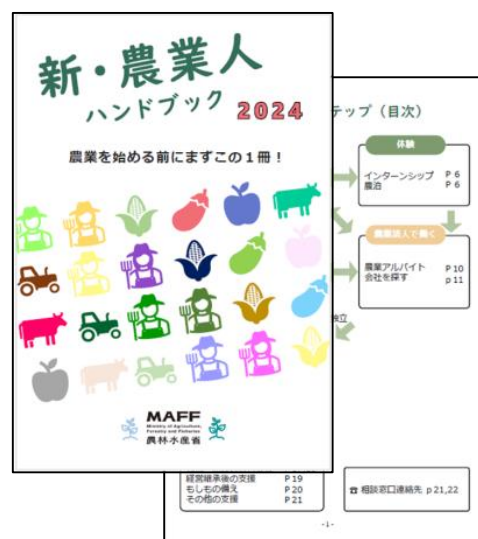 新・農業人
ハンドブック 2024
農業を始める前にまずこの1冊！
MAFF
Ministry of Agriculture,
Forestry and Fisheries
農林水産省
テップ（目次）
体験
インターンシップ P 6
農泊 P 6
農業法人で働く
農業アルバイト P 10
会社を探す p 11
独立
経営継承後の支援 P 19
もしもの備え P 20
その他の支援 P 21
☎ 相談窓口連絡先 p 21,22
-1-